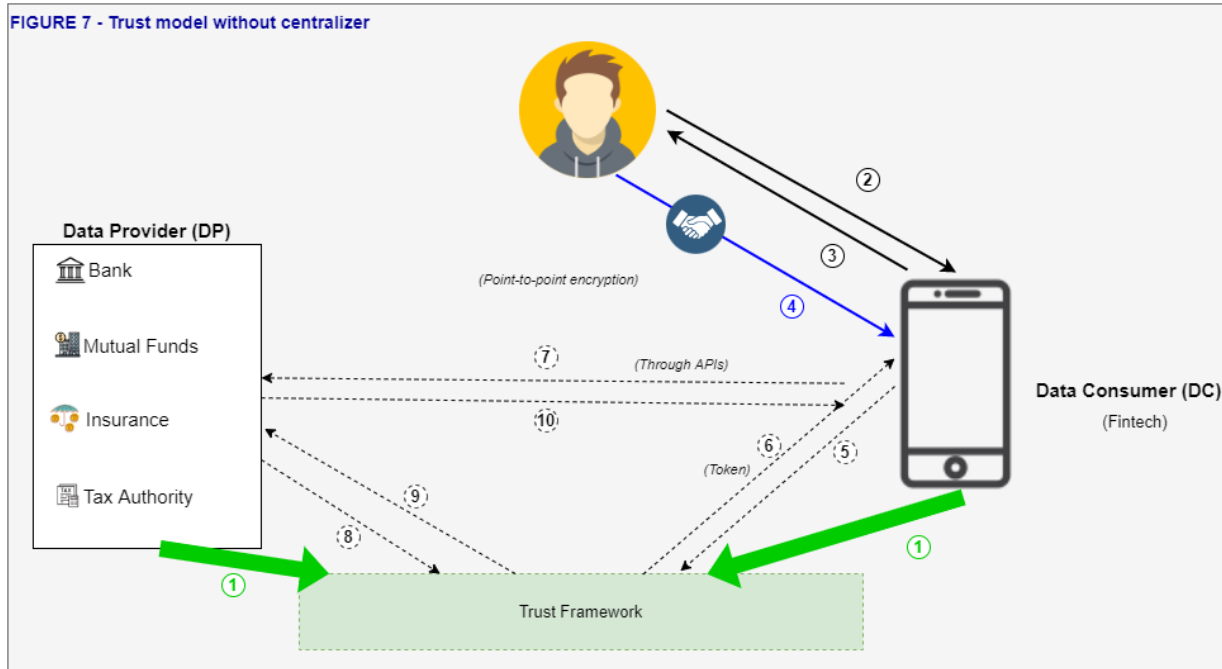 FIGURE 7 - Trust model without centralizer
2
3
Data Provider (DP)
Bank
(Point-to-point encryption)
4
Mutual Funds
7
(Through APIs)
Data Consumer (DC)
(Fintech)
Insurance
10
6
5
(Token)
TAX
Tax Authority
9
8
1
1
Trust Framework